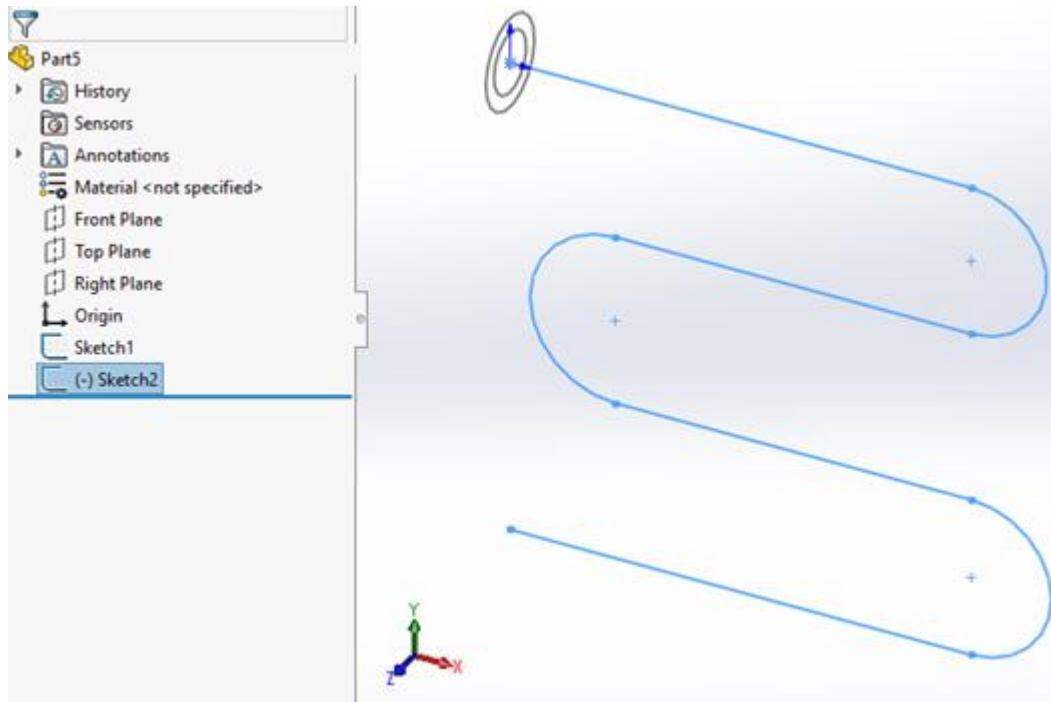 Part5
History
Sensors
A Annotations
Material <not specified>
Front Plane
Top Plane
Right Plane
Origin
Sketch1
(-) Sketch2
Y
X
Z